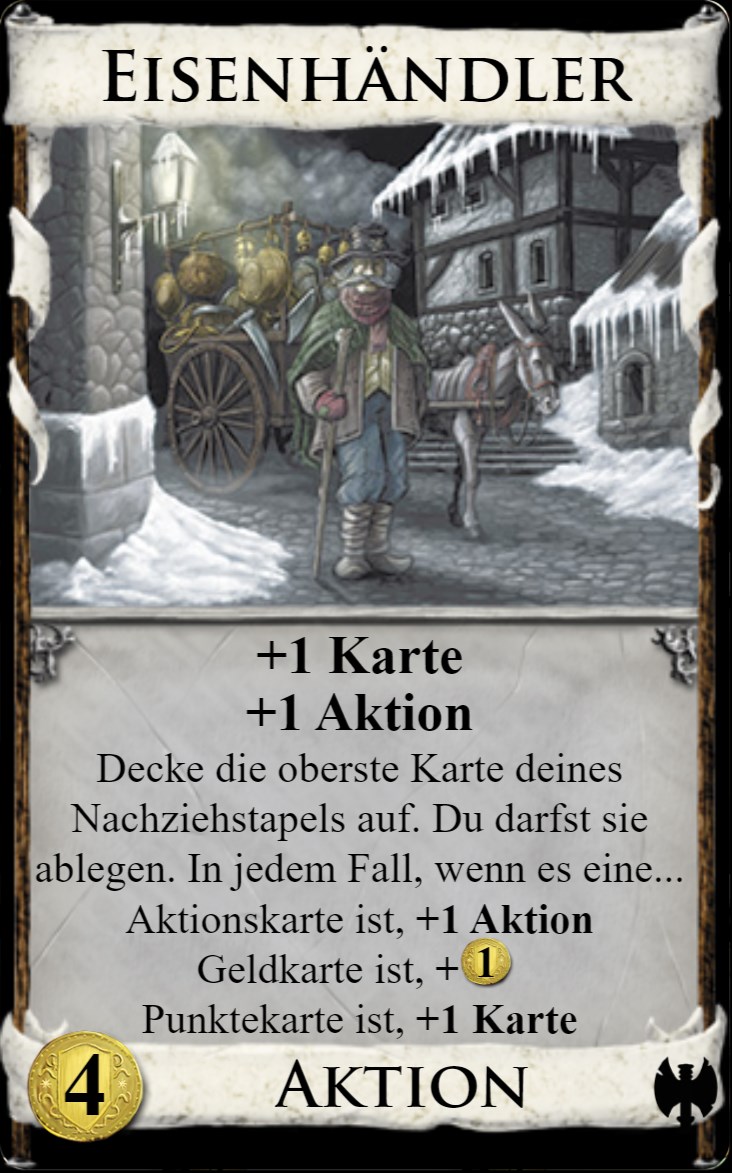 Eisenhändler
+1 Karte
+1 Aktion
Decke die oberste Karte deines
Nachziehstapels auf. Du darfst sie
ablegen. In jedem Fall, wenn es eine...
Aktionskarte ist, +1 Aktion
Geldkarte ist, +1
Punktekarte ist, +1 Karte
4 Aktion